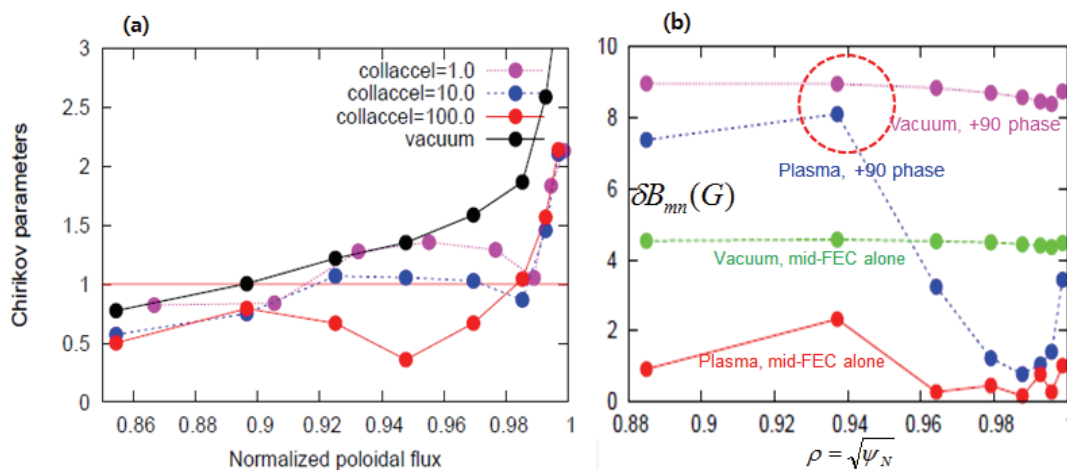 (a)
3
2.5
2
1.5
1
0.5
0
Chirikov parameters
collaccel=1.0
collaccel=10.0
collaccel=100.0
vacuum
0.86 0.88 0.9 0.92 0.94 0.96 0.98 1
Normalized poloidal flux
(b)
10
8
6
4
2
0
Vacuum, +90 phase
Plasma, +90 phase
δB_mn(G)
Vacuum, mid-FEC alone
Plasma, mid-FEC alone
0.88 0.9 0.92 0.94 0.96 0.98 1
ρ = √ψ_N